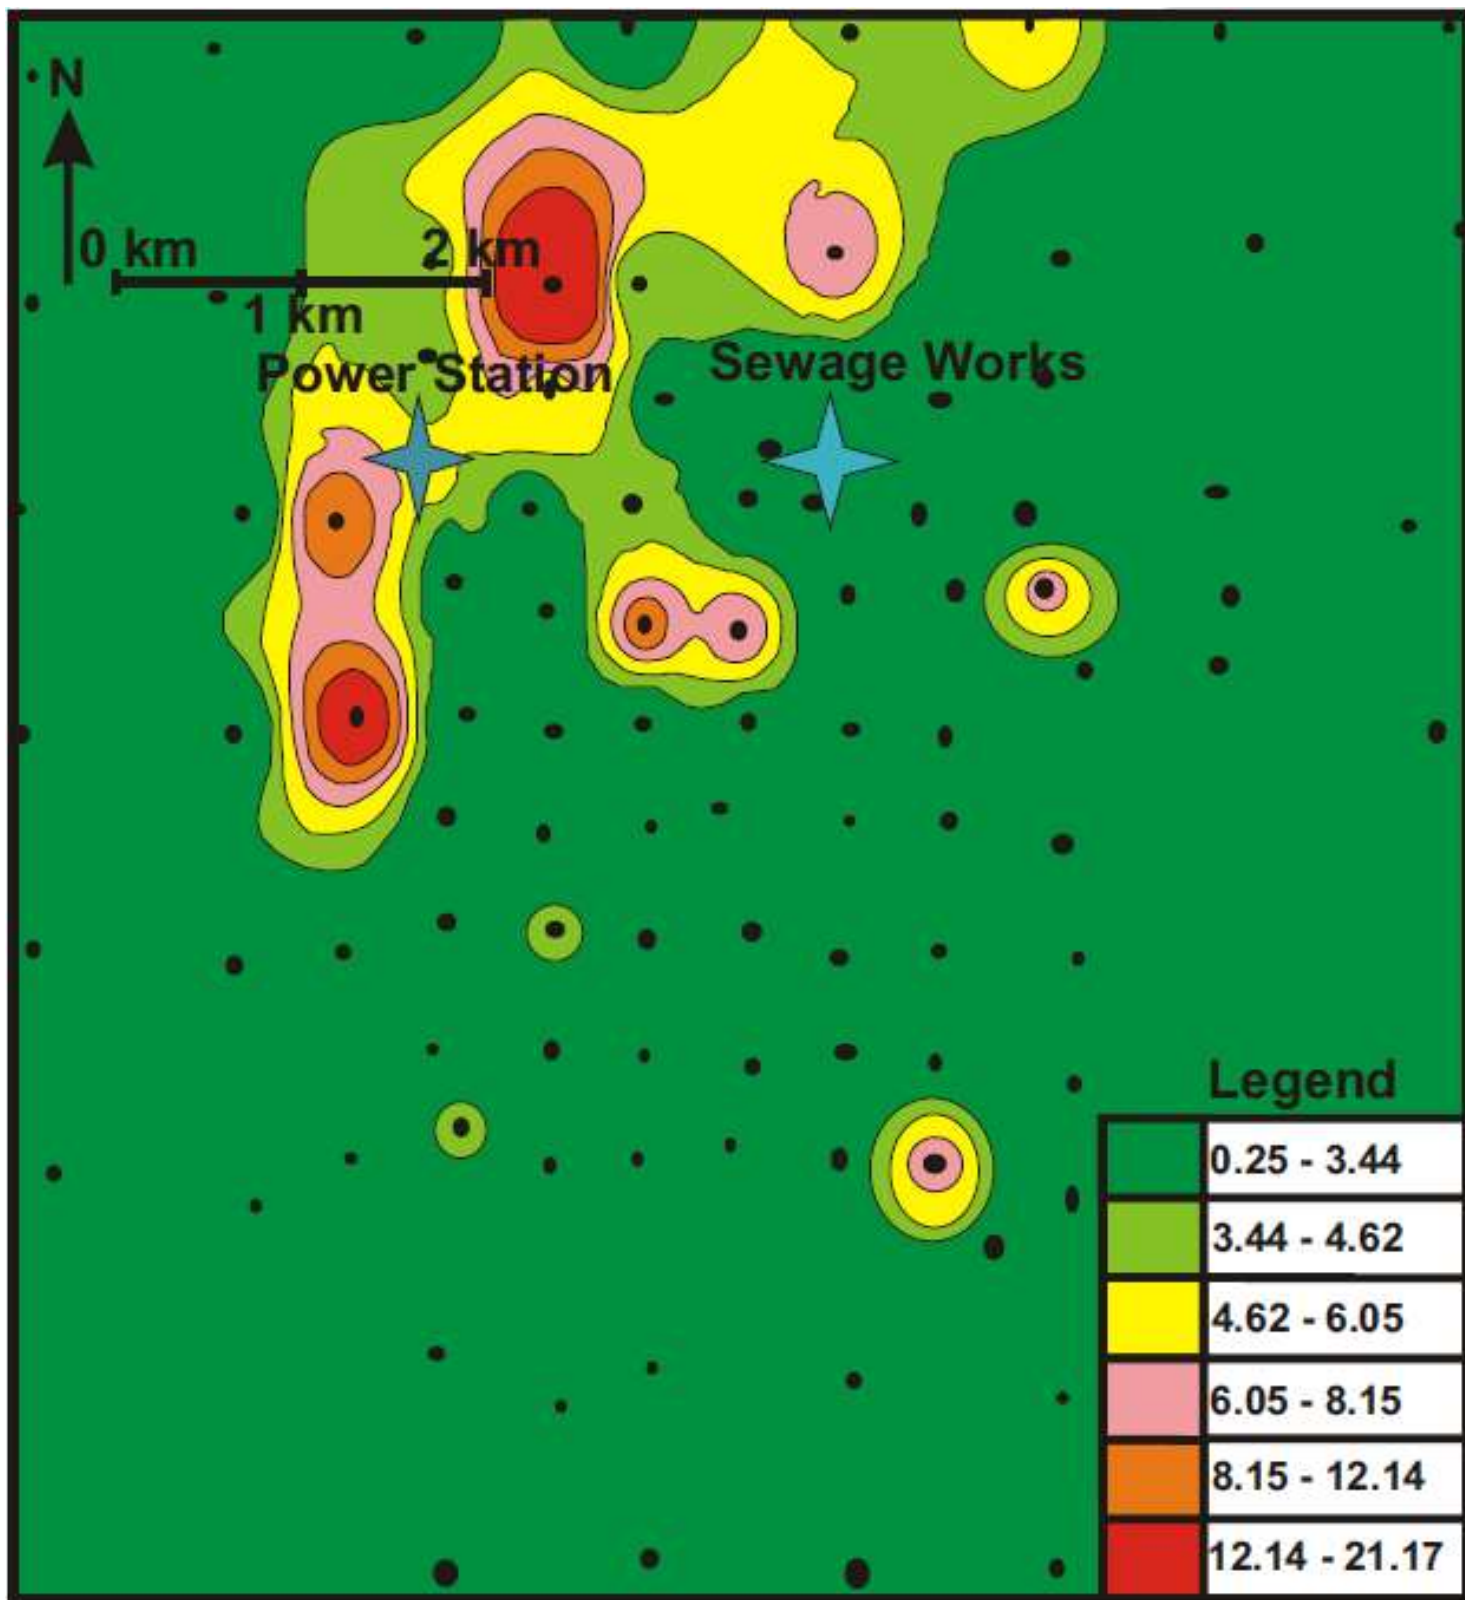 N
0 km
2 km
1 km
Power Station
Sewage Works
Legend
0.25 - 3.44
3.44 - 4.62
4.62 - 6.05
6.05 - 8.15
8.15 - 12.14
12.14 - 21.17